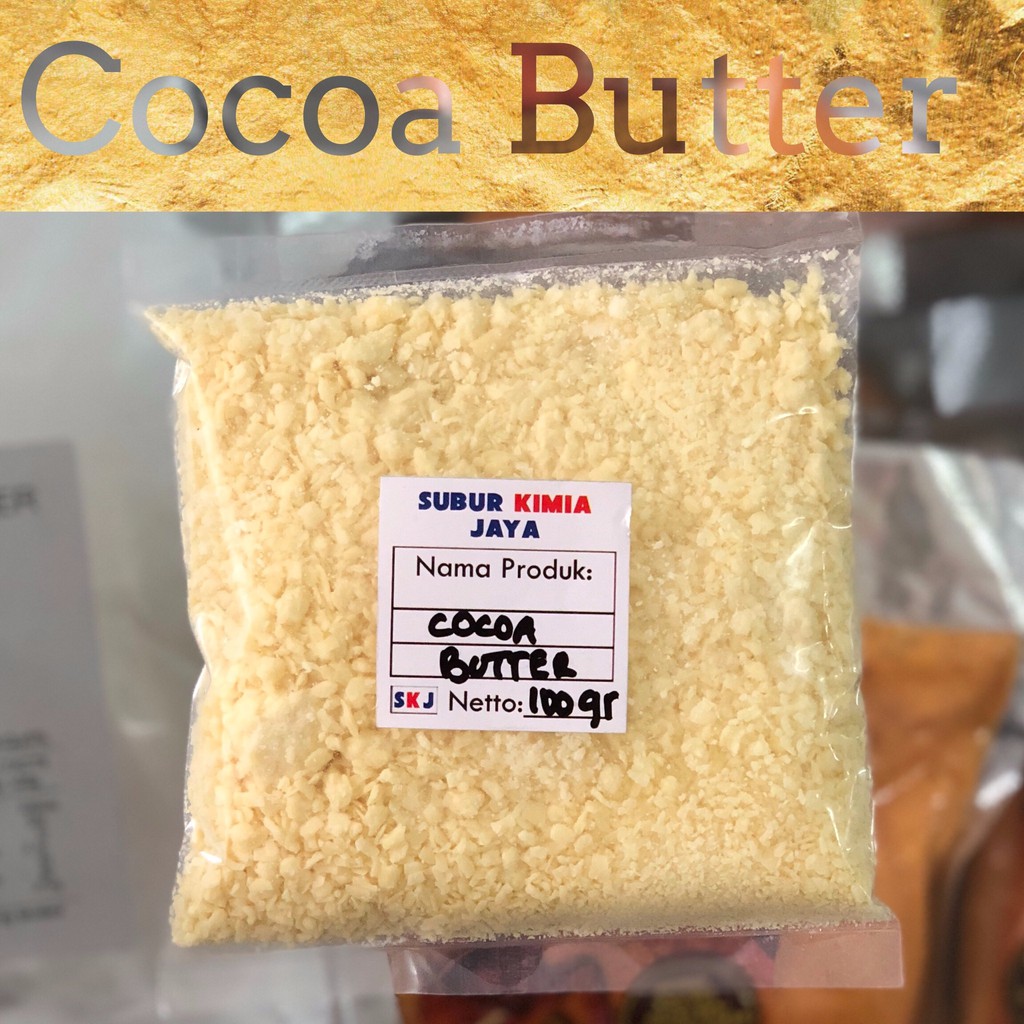 Cocoa Butter
SUBUR KIMIA
JAYA
Nama Produk:
COCOA
BUTTER
SKJ Netto: 100 gr